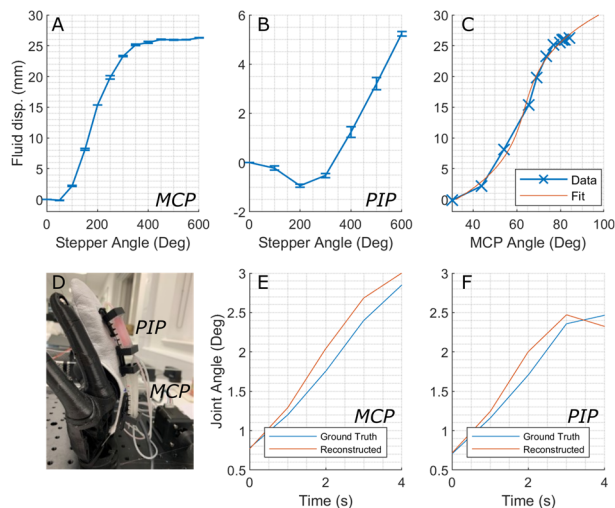 A
B
C
30
25
20
15
10
5
0
Fluid disp. (mm)
MCP
0
200
400
600
Stepper Angle (Deg)
6
4
2
0
-2
PIP
0
200
400
600
Stepper Angle (Deg)
30
25
20
15
10
5
0
Data
Fit
40
60
80
100
MCP Angle (Deg)
D
PIP
MCP
E
3
2.5
2
1.5
1
0.5
Joint Angle (Deg)
MCP
Ground Truth
Reconstructed
0
1
2
3
4
Time (s)
F
3
2.5
2
1.5
1
0.5
PIP
Ground Truth
Reconstructed
0
1
2
3
4
Time (s)